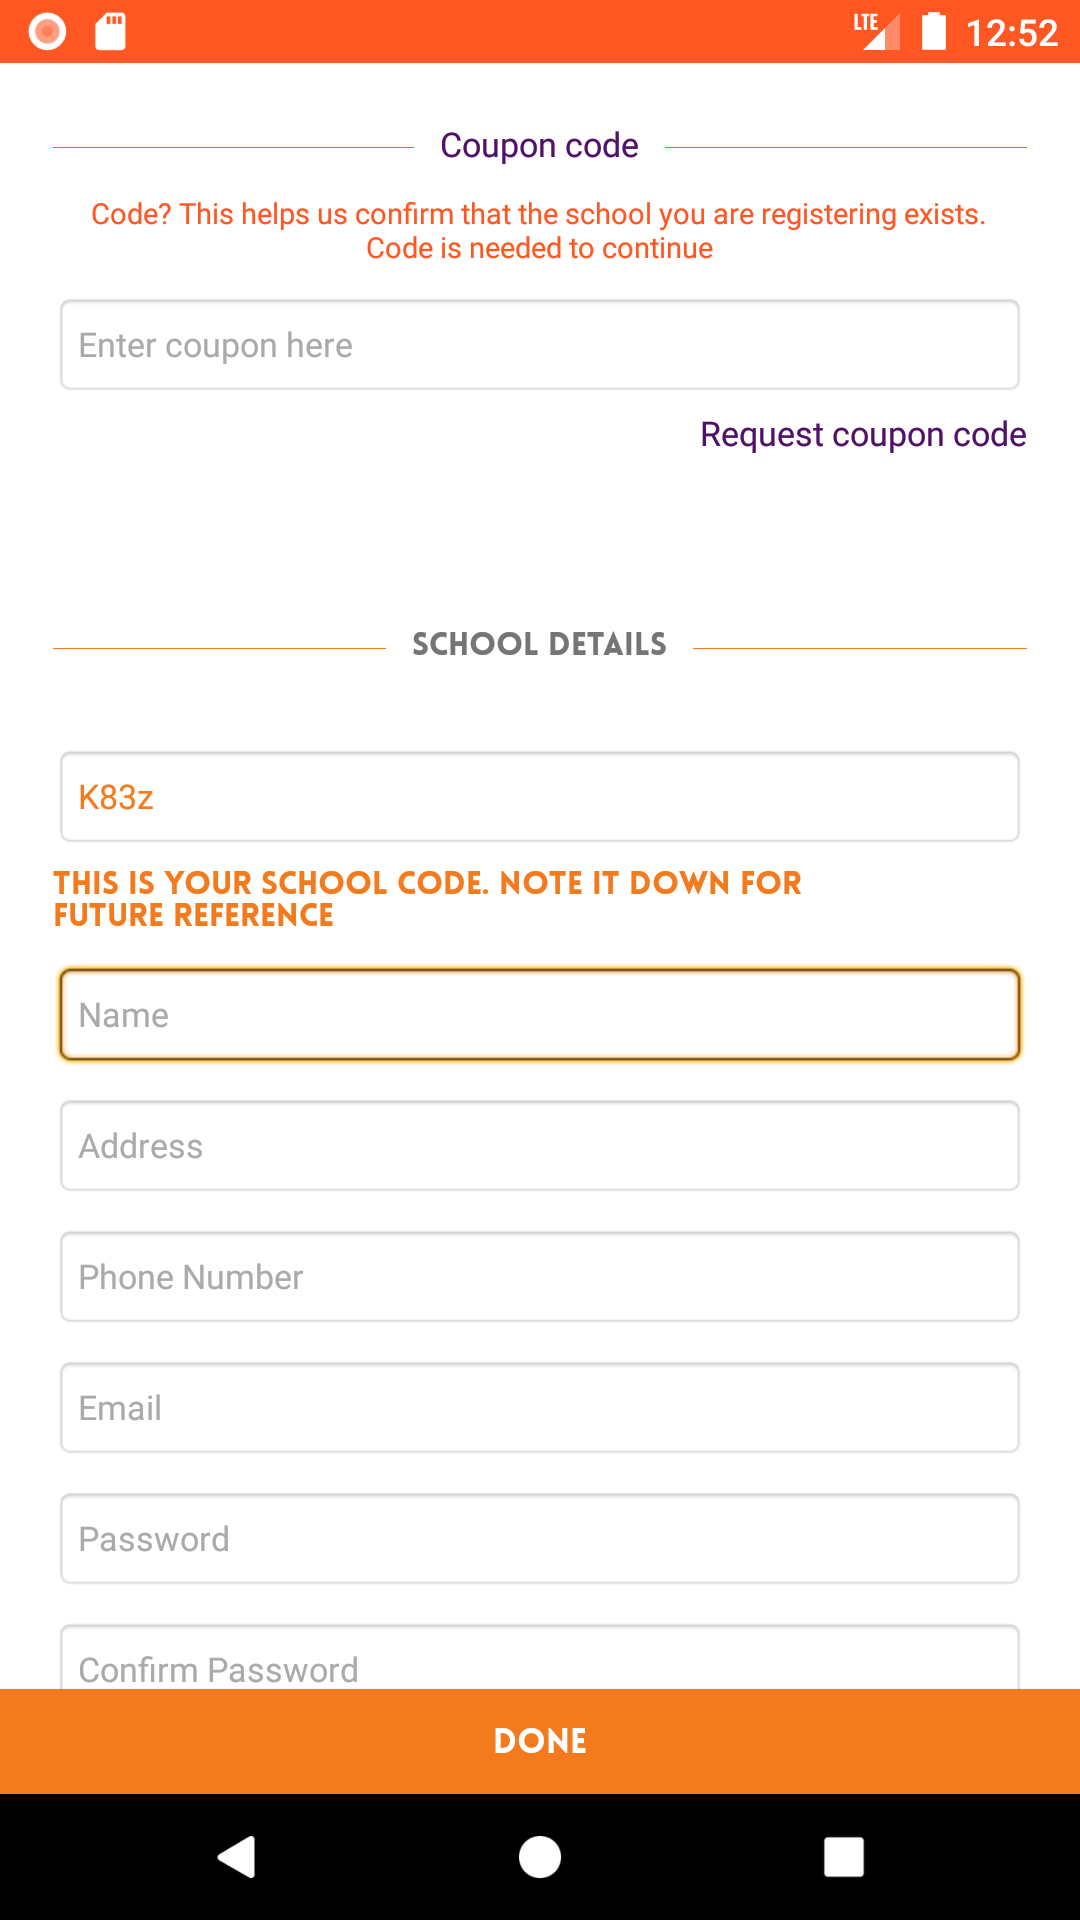 LTE 12:52
Coupon code
Code? This helps us confirm that the school you are registering exists.
Code is needed to continue
Enter coupon here
Request coupon code
SCHOOL DETAILS
K83z
THIS IS YOUR SCHOOL CODE. NOTE IT DOWN FOR
FUTURE REFERENCE
Name
Address
Phone Number
Email
Password
Confirm Password
DONE